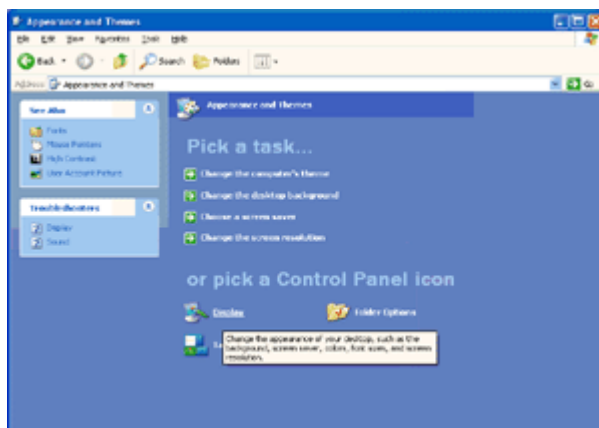 Appearance and Themes
File Edit View Favorites Tools Help
Back Search Folders
Address Appearance and Themes Go
See Also
Fonts
Mouse Pointers
High Contrast
User Account Picture
Troubleshooters
Display
Sound
Appearance and Themes
Pick a task...
Change the computer's theme
Change the desktop background
Choose a screen saver
Change the screen resolution
or pick a Control Panel icon
Display Folder Options
Change the appearance of your desktop, such as the
background, screen saver, colors, font sizes, and screen
resolution.